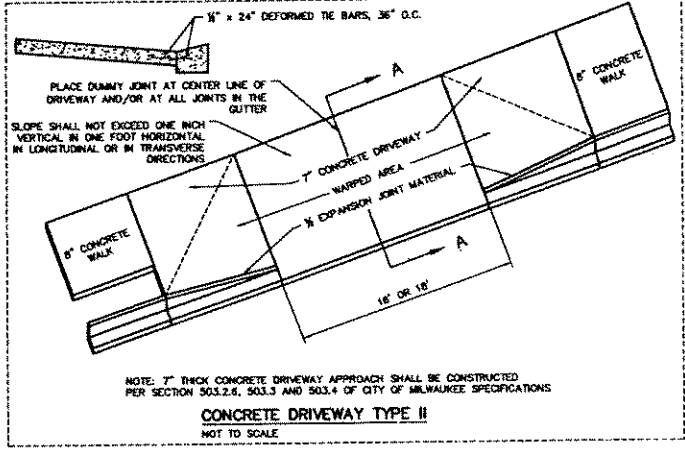 ½" x 24" DEFORMED TIE BARS, 36" O.C.
PLACE DUMMY JOINT AT CENTER LINE OF
DRIVEWAY AND/OR AT ALL JOINTS IN THE
GUTTER
SLOPE SHALL NOT EXCEED ONE INCH
VERTICAL IN ONE FOOT HORIZONTAL
IN LONGITUDINAL OR IN TRANSVERSE
DIRECTIONS
A
8" CONCRETE
WALK
7" CONCRETE DRIVEWAY
WARPED AREA
EXPANSION JOINT MATERIAL
8" CONCRETE
WALK
A
16' OR 18'
NOTE: 7" THICK CONCRETE DRIVEWAY APPROACH SHALL BE CONSTRUCTED
PER SECTION 503.2.6, 503.3 AND 503.4 OF CITY OF MILWAUKEE SPECIFICATIONS
CONCRETE DRIVEWAY TYPE II
NOT TO SCALE